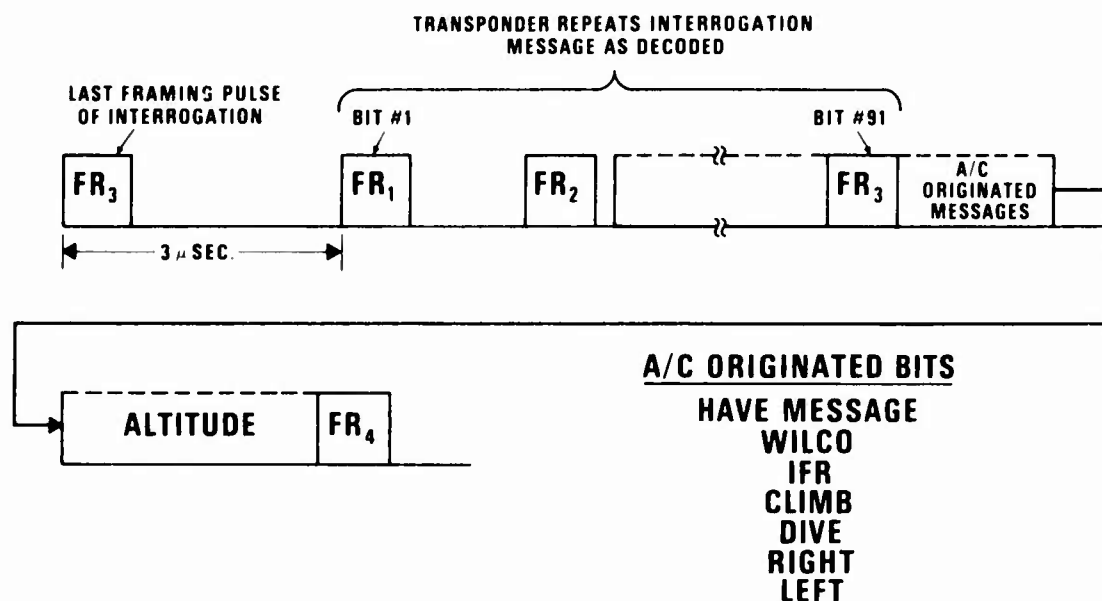 TRANSPONDER REPEATS INTERROGATION
MESSAGE AS DECODED
LAST FRAMING PULSE
OF INTERROGATION
BIT #1
BIT #91
FR3
FR1
FR2
FR3
A/C
ORIGINATED
MESSAGES
3 μ SEC.
ALTITUDE
FR4
A/C ORIGINATED BITS
HAVE MESSAGE
WILCO
IFR
CLIMB
DIVE
RIGHT
LEFT